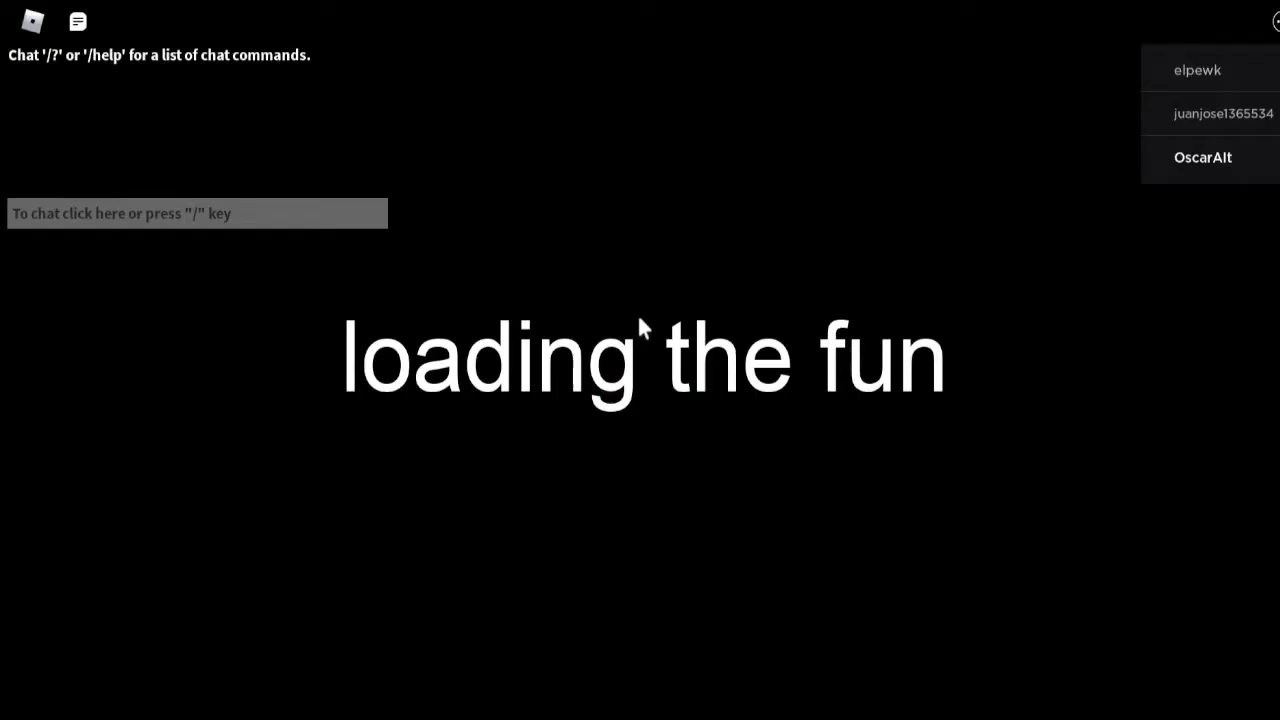 Chat '/?' or '/help' for a list of chat commands.
elpewk
juanjose1365534
OscarAlt
To chat click here or press "/" key
loading the fun